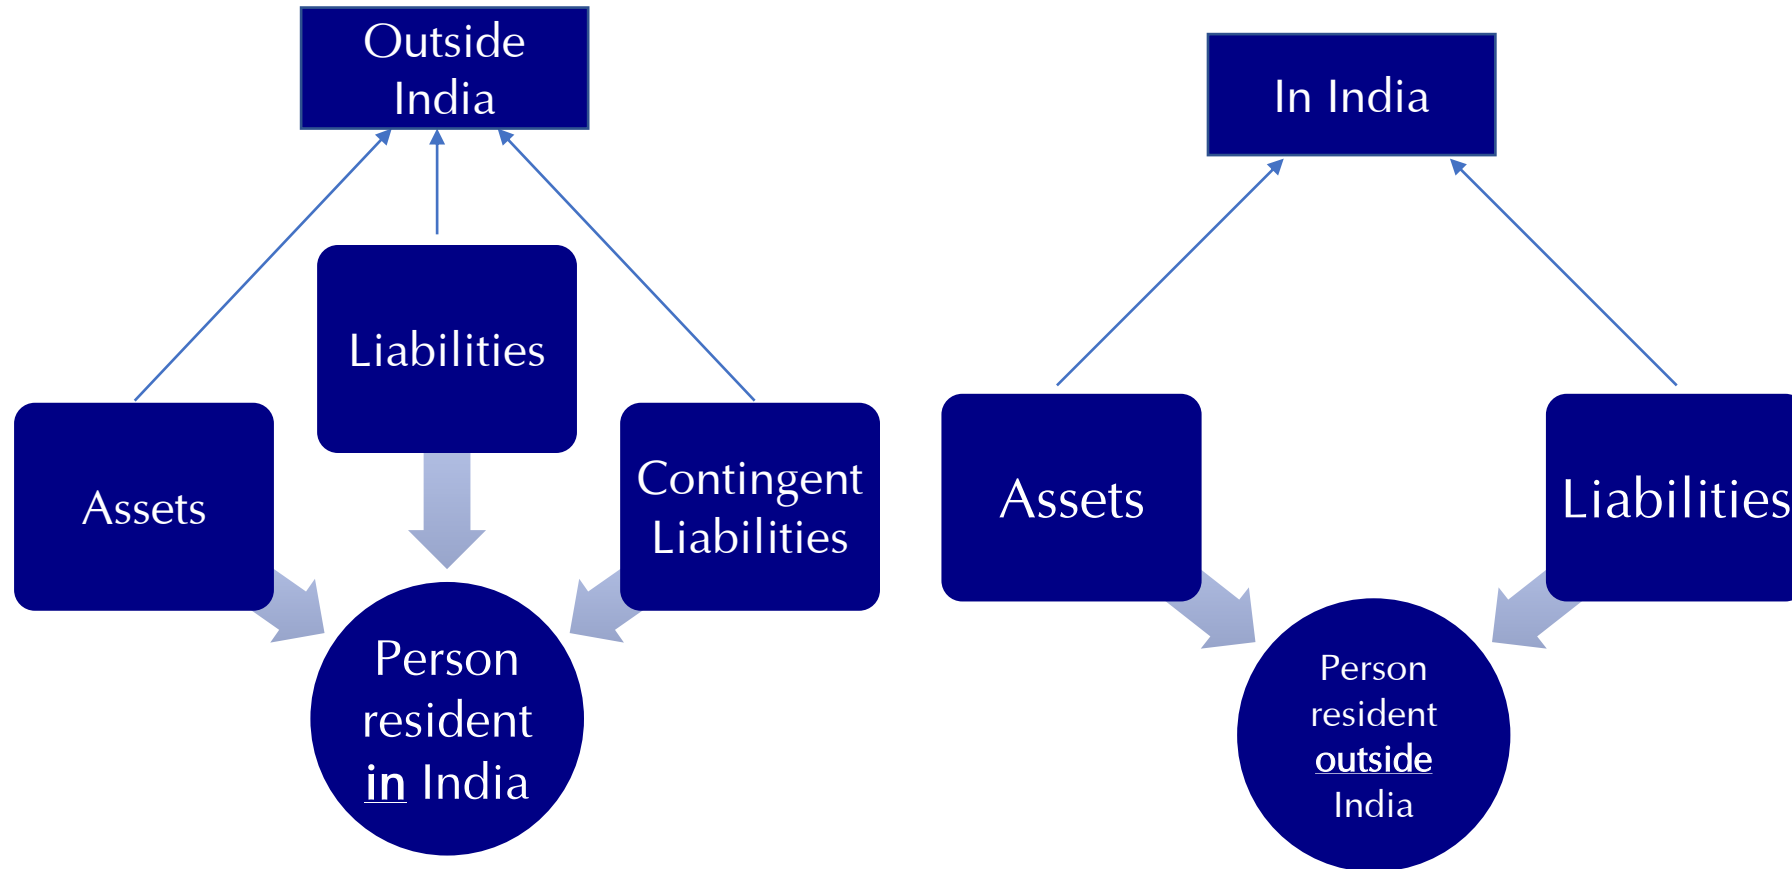 Outside
India
Liabilities
Assets
Contingent
Liabilities
Person
resident
in India
In India
Assets
Liabilities
Person
resident
outside
India